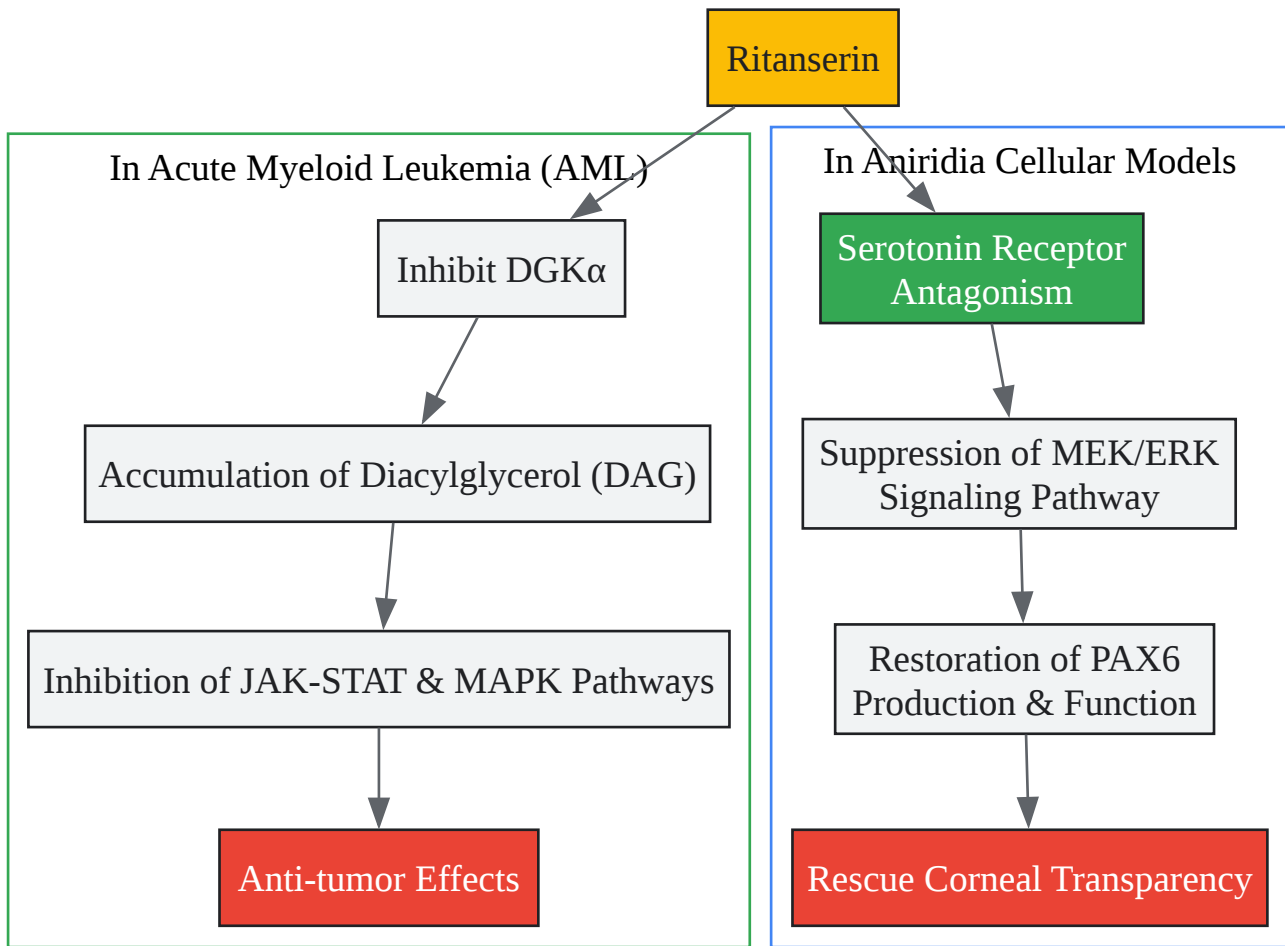 Ritanserin
In Acute Myeloid Leukemia (AML)
Inhibit DGKα
Accumulation of Diacylglycerol (DAG)
Inhibition of JAK-STAT & MAPK Pathways
Anti-tumor Effects
In Aniridia Cellular Models
Serotonin Receptor
Antagonism
Suppression of MEK/ERK
Signaling Pathway
Restoration of PAX6
Production & Function
Rescue Corneal Transparency